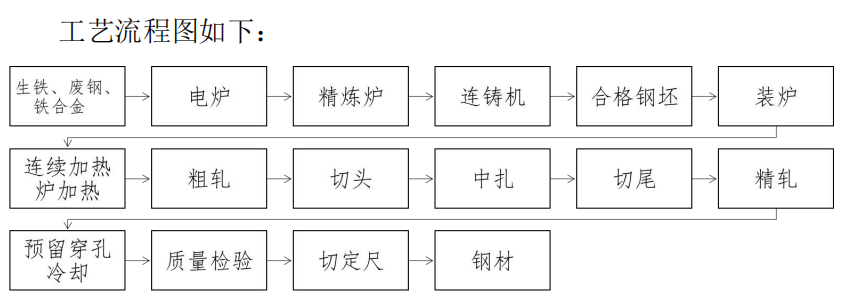 工艺流程图如下：
生铁、废钢、
铁合金
电炉
精炼炉
连铸机
合格钢坯
装炉
连续加热
炉加热
粗轧
切头
中扎
切尾
精轧
预留穿孔
冷却
质量检验
切定尺
钢材